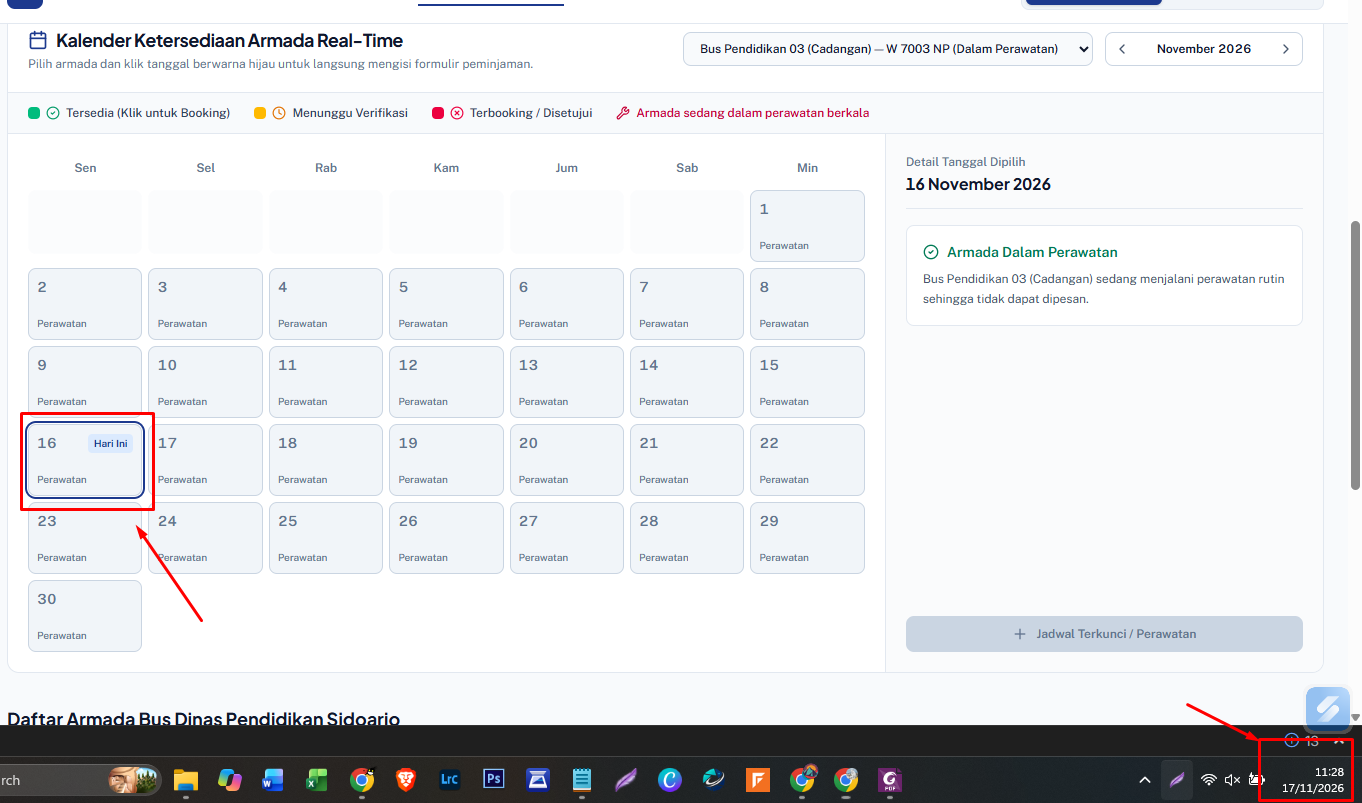 Kalender Ketersediaan Armada Real-Time
Pilih armada dan klik tanggal berwarna hijau untuk langsung mengisi formulir peminjaman.
Bus Pendidikan 03 (Cadangan) — W 7003 NP (Dalam Perawatan)
November 2026
Tersedia (Klik untuk Booking)
Menunggu Verifikasi
Terbooking / Disetujui
Armada sedang dalam perawatan berkala
Sen Sel Rab Kam Jum Sab Min
1
Perawatan
2 3 4 5 6 7 8
Perawatan Perawatan Perawatan Perawatan Perawatan Perawatan Perawatan
9 10 11 12 13 14 15
Perawatan Perawatan Perawatan Perawatan Perawatan Perawatan Perawatan
16 Hari Ini 17 18 19 20 21 22
Perawatan Perawatan Perawatan Perawatan Perawatan Perawatan Perawatan
23 24 25 26 27 28 29
Perawatan Perawatan Perawatan Perawatan Perawatan Perawatan Perawatan
30
Perawatan
Detail Tanggal Dipilih
16 November 2026
Armada Dalam Perawatan
Bus Pendidikan 03 (Cadangan) sedang menjalani perawatan rutin
sehingga tidak dapat dipesan.
Jadwal Terkunci / Perawatan
Daftar Armada Bus Dinas Pendidikan Sidoarjo
13
rch
Lrc
Ps
PDF
11:28
17/11/2026